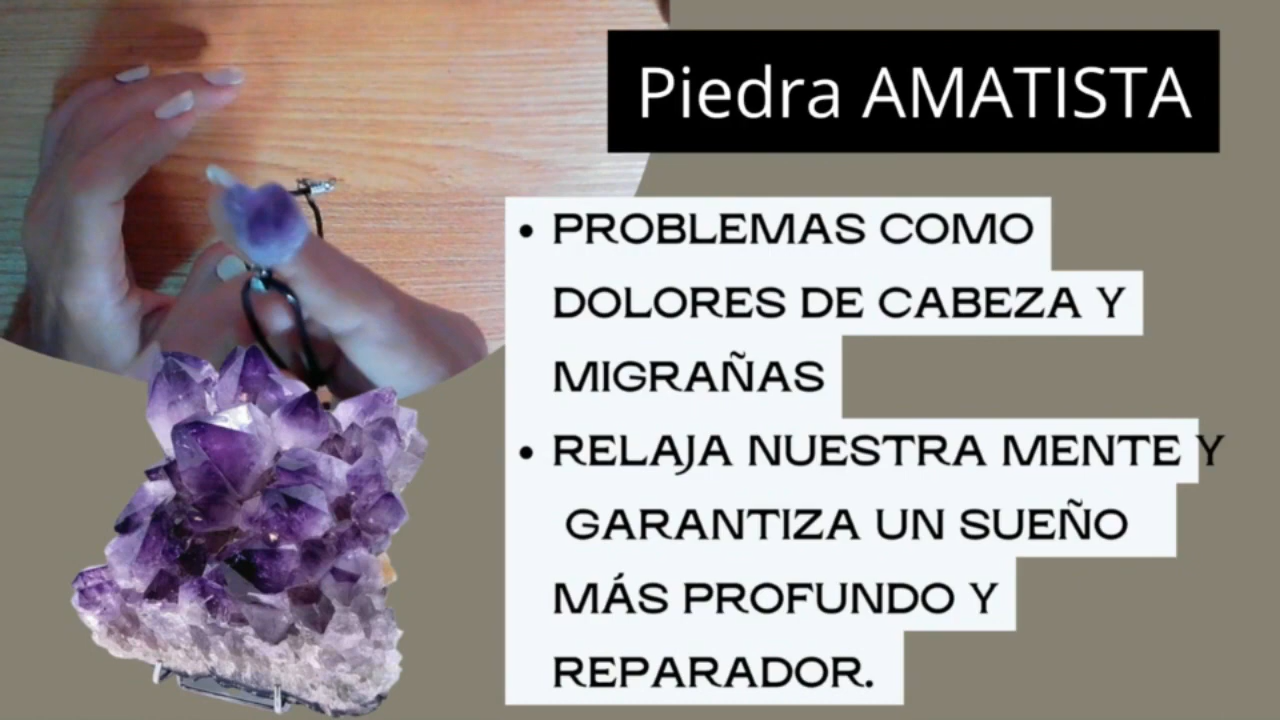 Piedra AMATISTA
• PROBLEMAS COMO
DOLORES DE CABEZA Y
MIGRAÑAS
• RELAJA NUESTRA MENTE Y
GARANTIZA UN SUEÑO
MÁS PROFUNDO Y
REPARADOR.